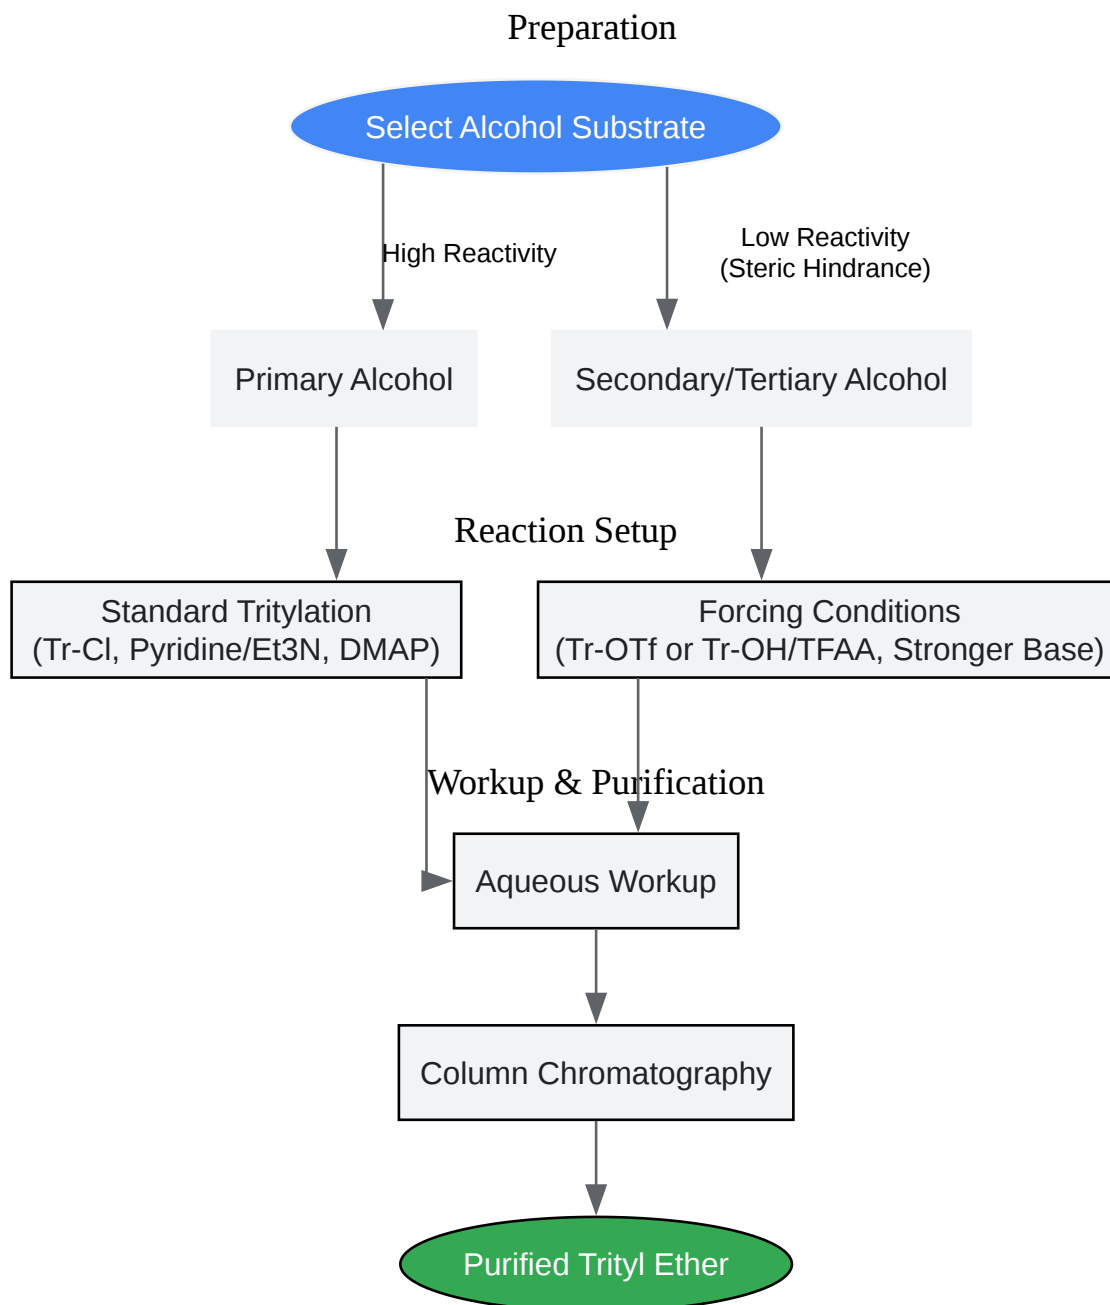 Preparation
Select Alcohol Substrate
High Reactivity
Low Reactivity
(Steric Hindrance)
Primary Alcohol
Secondary/Tertiary Alcohol
Reaction Setup
Standard Tritylation
(Tr-Cl, Pyridine/Et3N, DMAP)
Forcing Conditions
(Tr-OTf or Tr-OH/TFAA, Stronger Base)
Workup & Purification
Aqueous Workup
Column Chromatography
Purified Trityl Ether